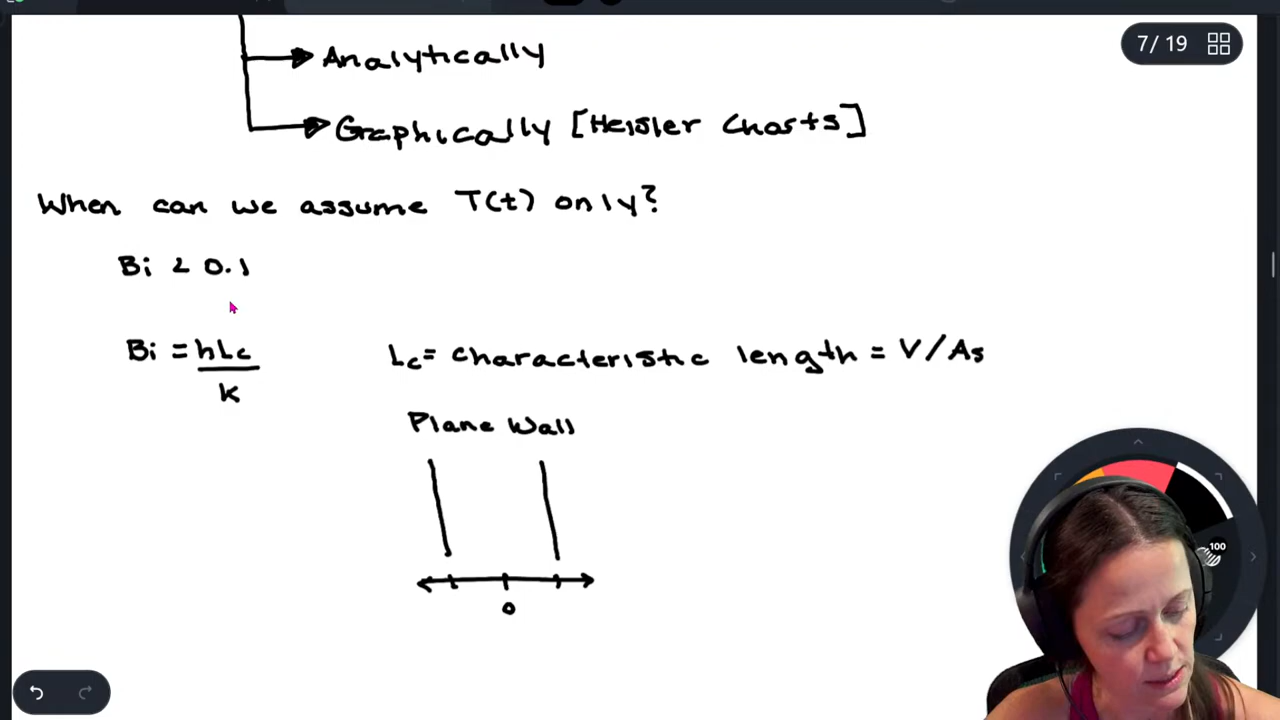 7/ 19
Analytically
Graphically [Heisler Charts]
When can we assume T(t) only?
Bi < 0.1
Bi = hLc/k
Lc = characteristic length = V/As
Plane Wall
0
100